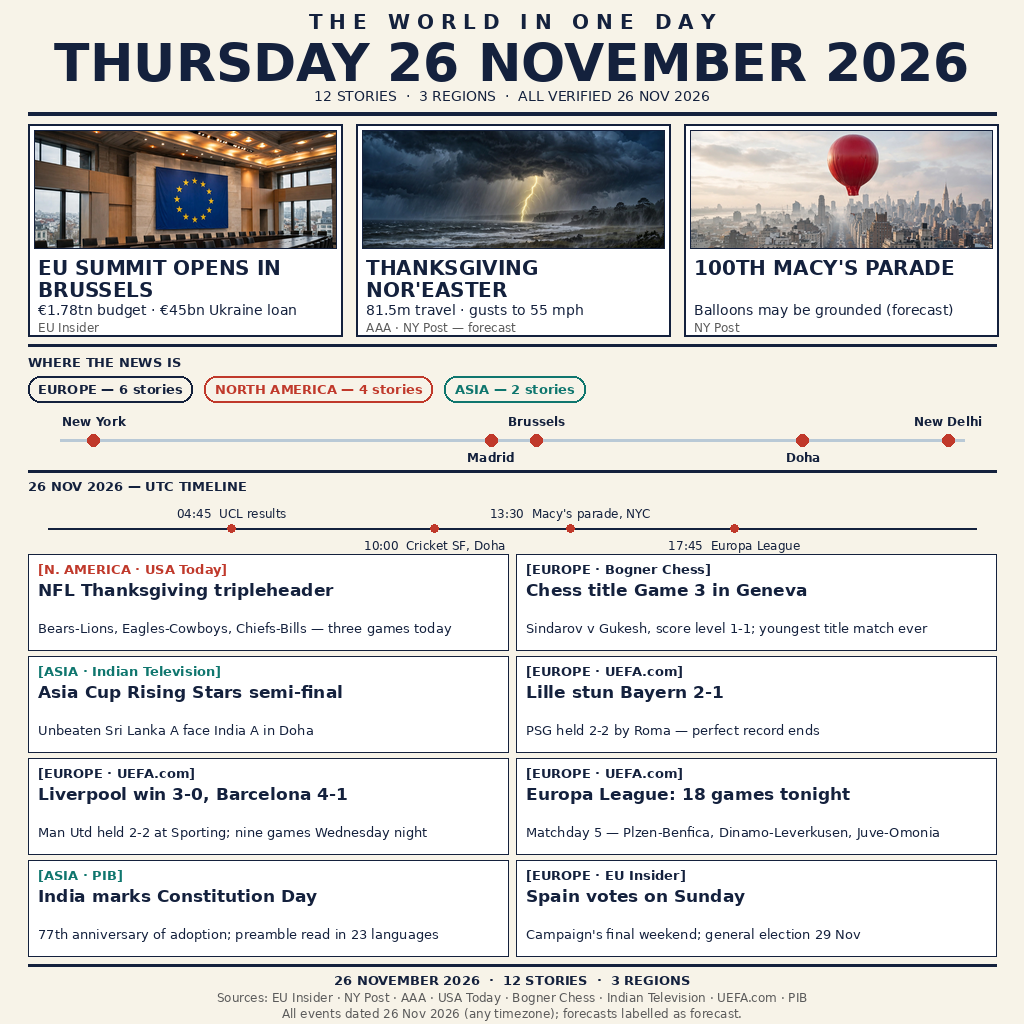 THE WORLD IN ONE DAY
THURSDAY 26 NOVEMBER 2026
12 STORIES · 3 REGIONS · ALL VERIFIED 26 NOV 2026
EU SUMMIT OPENS IN
BRUSSELS
€1.78tn budget · €45bn Ukraine loan
EU Insider
THANKSGIVING
NOR'EASTER
81.5m travel · gusts to 55 mph
AAA · NY Post — forecast
100TH MACY'S PARADE
Balloons may be grounded (forecast)
NY Post
WHERE THE NEWS IS
EUROPE — 6 stories
NORTH AMERICA — 4 stories
ASIA — 2 stories
New York
Brussels
New Delhi
Madrid
Doha
26 NOV 2026 — UTC TIMELINE
04:45 UCL results
13:30 Macy's parade, NYC
10:00 Cricket SF, Doha
17:45 Europa League
[N. AMERICA · USA Today]
NFL Thanksgiving tripleheader
Bears-Lions, Eagles-Cowboys, Chiefs-Bills — three games today
[EUROPE · Bogner Chess]
Chess title Game 3 in Geneva
Sindarov v Gukesh, score level 1-1; youngest title match ever
[ASIA · Indian Television]
Asia Cup Rising Stars semi-final
Unbeaten Sri Lanka A face India A in Doha
[EUROPE · UEFA.com]
Lille stun Bayern 2-1
PSG held 2-2 by Roma — perfect record ends
[EUROPE · UEFA.com]
Liverpool win 3-0, Barcelona 4-1
Man Utd held 2-2 at Sporting; nine games Wednesday night
[EUROPE · UEFA.com]
Europa League: 18 games tonight
Matchday 5 — Plzen-Benfica, Dinamo-Leverkusen, Juve-Omonia
[ASIA · PIB]
India marks Constitution Day
77th anniversary of adoption; preamble read in 23 languages
[EUROPE · EU Insider]
Spain votes on Sunday
Campaign's final weekend; general election 29 Nov
26 NOVEMBER 2026 · 12 STORIES · 3 REGIONS
Sources: EU Insider · NY Post · AAA · USA Today · Bogner Chess · Indian Television · UEFA.com · PIB
All events dated 26 Nov 2026 (any timezone); forecasts labelled as forecast.